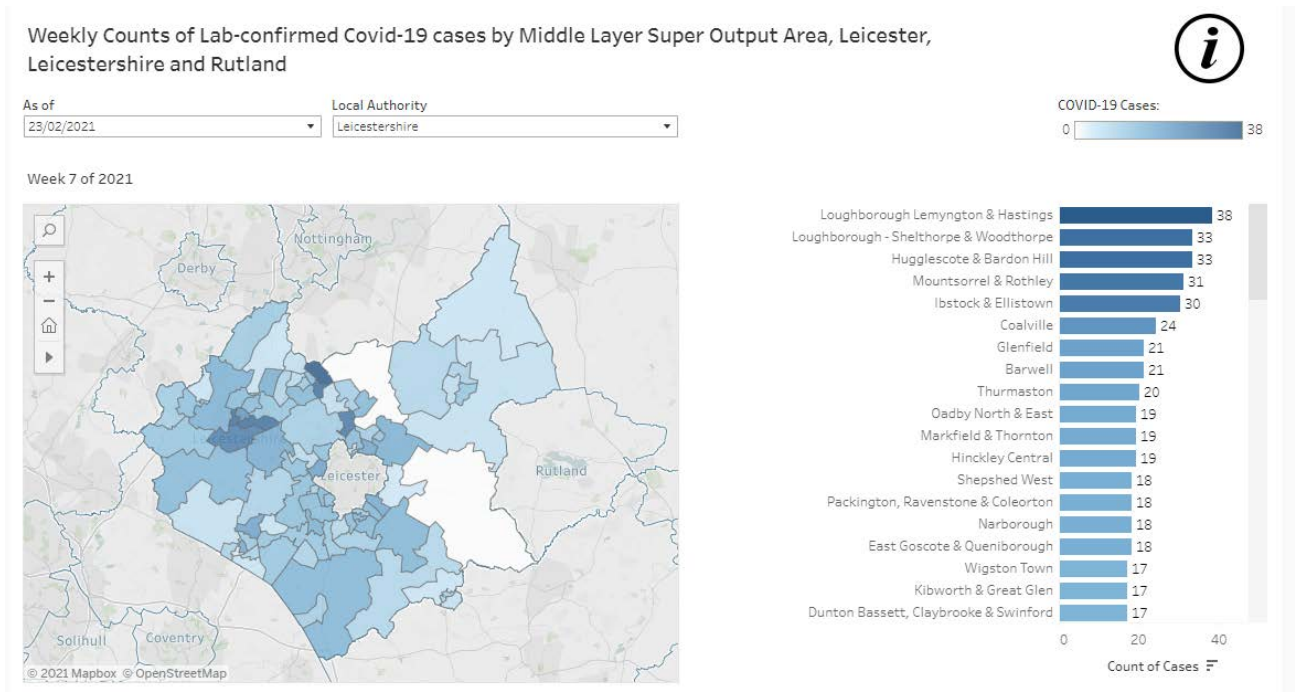 Weekly Counts of Lab-confirmed Covid-19 cases by Middle Layer Super Output Area, Leicester,
Leicestershire and Rutland
i
As of
23/02/2021
Local Authority
Leicestershire
COVID-19 Cases:
0
38
Week 7 of 2021
Nottingham
Derby
Leicester
Rutland
Solihull
Coventry
© 2021 Mapbox © OpenStreetMap
Loughborough Lemyngton & Hastings 38
Loughborough - Shelthorpe & Woodthorpe 33
Hugglescote & Bardon Hill 33
Mountsorrel & Rothley 31
Ibstock & Ellistown 30
Coalville 24
Glenfield 21
Barwell 21
Thurmaston 20
Oadby North & East 19
Markfield & Thornton 19
Hinckley Central 19
Shepshed West 18
Packington, Ravenstone & Coleorton 18
Narborough 18
East Goscote & Queniborough 18
Wigston Town 17
Kibworth & Great Glen 17
Dunton Bassett, Claybrooke & Swinford 17
0 20 40
Count of Cases